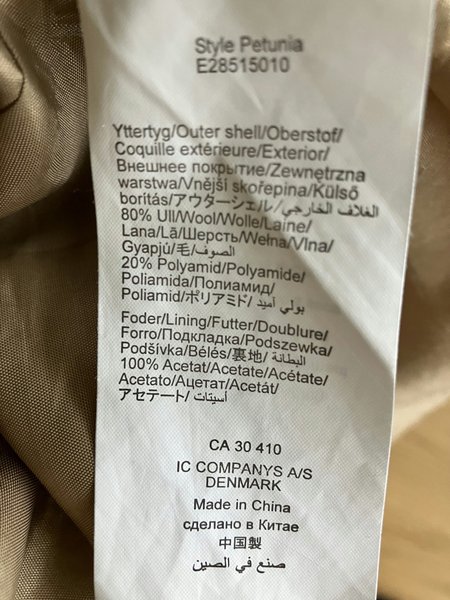 Style Petunia
E28515010
Yttertyg/Outer shell/Oberstof/
Coquille extérieure/Exterior/
Внешнее покрытие/Zewnętrzna
warstwa/Vnější skořepina/Külső
borítás/アウターシェル/الغلاف الخارجي/
80% Ull/Wool/Wolle/Laine/
Lana/Lã/Шерсть/Wełna/Vlna/
Gyapjú/毛/الصوف/
20% Polyamid/Polyamide/
Poliamida/Полиамид/
Poliamid/ポリアミド/بولي أميد/
Foder/Lining/Futter/Doublure/
Forro/Подкладка/Podszewka/
Podšívka/Bélés/裏地/البطانة/
100% Acetat/Acetate/Acétate/
Acetato/Ацетат/Acetát/
アセテート/أسيتات/
CA 30 410
IC COMPANYS A/S
DENMARK
Made in China
сделано в Китае
中国製
صنع في الصين